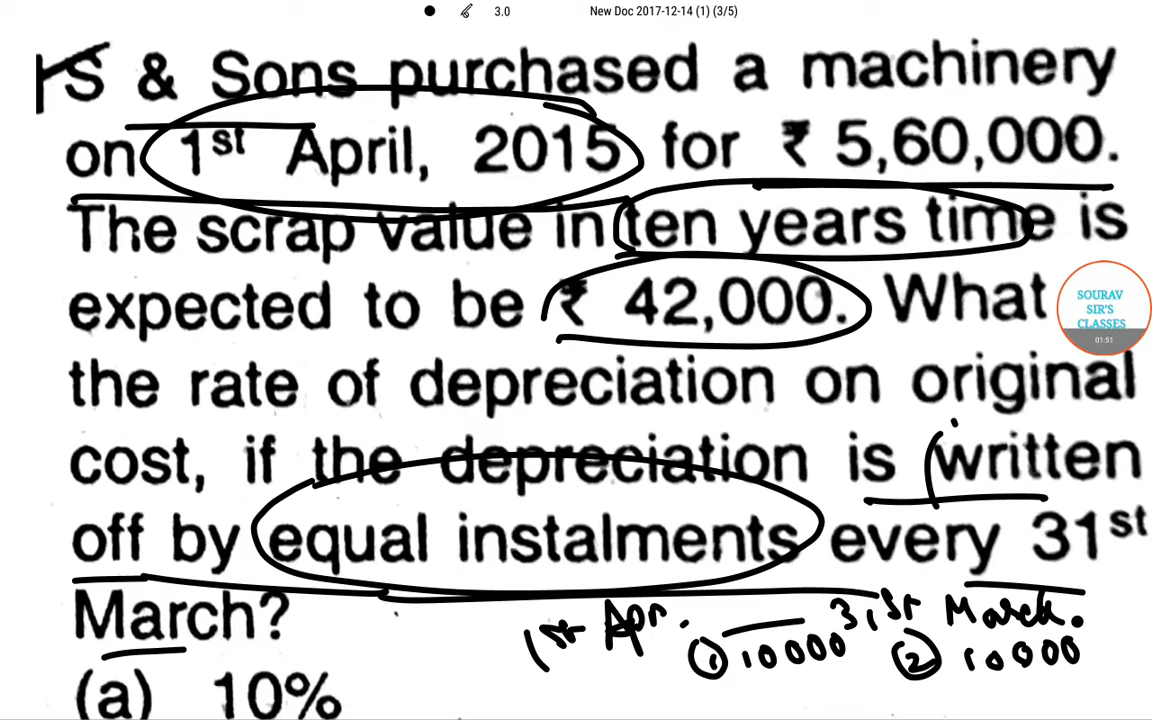 3.0 New Doc 2017-12-14 (1) (3/5)
S & Sons purchased a machinery
on 1st April, 2015 for ₹ 5,60,000.
The scrap value in ten years time is
expected to be ₹ 42,000. What
SOURAV
SIR'S
CLASSES
01:51
the rate of depreciation on original
cost, if the depreciation is written
off by equal instalments every 31st
March?
1st Apr. 31st March.
① 10000 ② 10000
(a) 10%